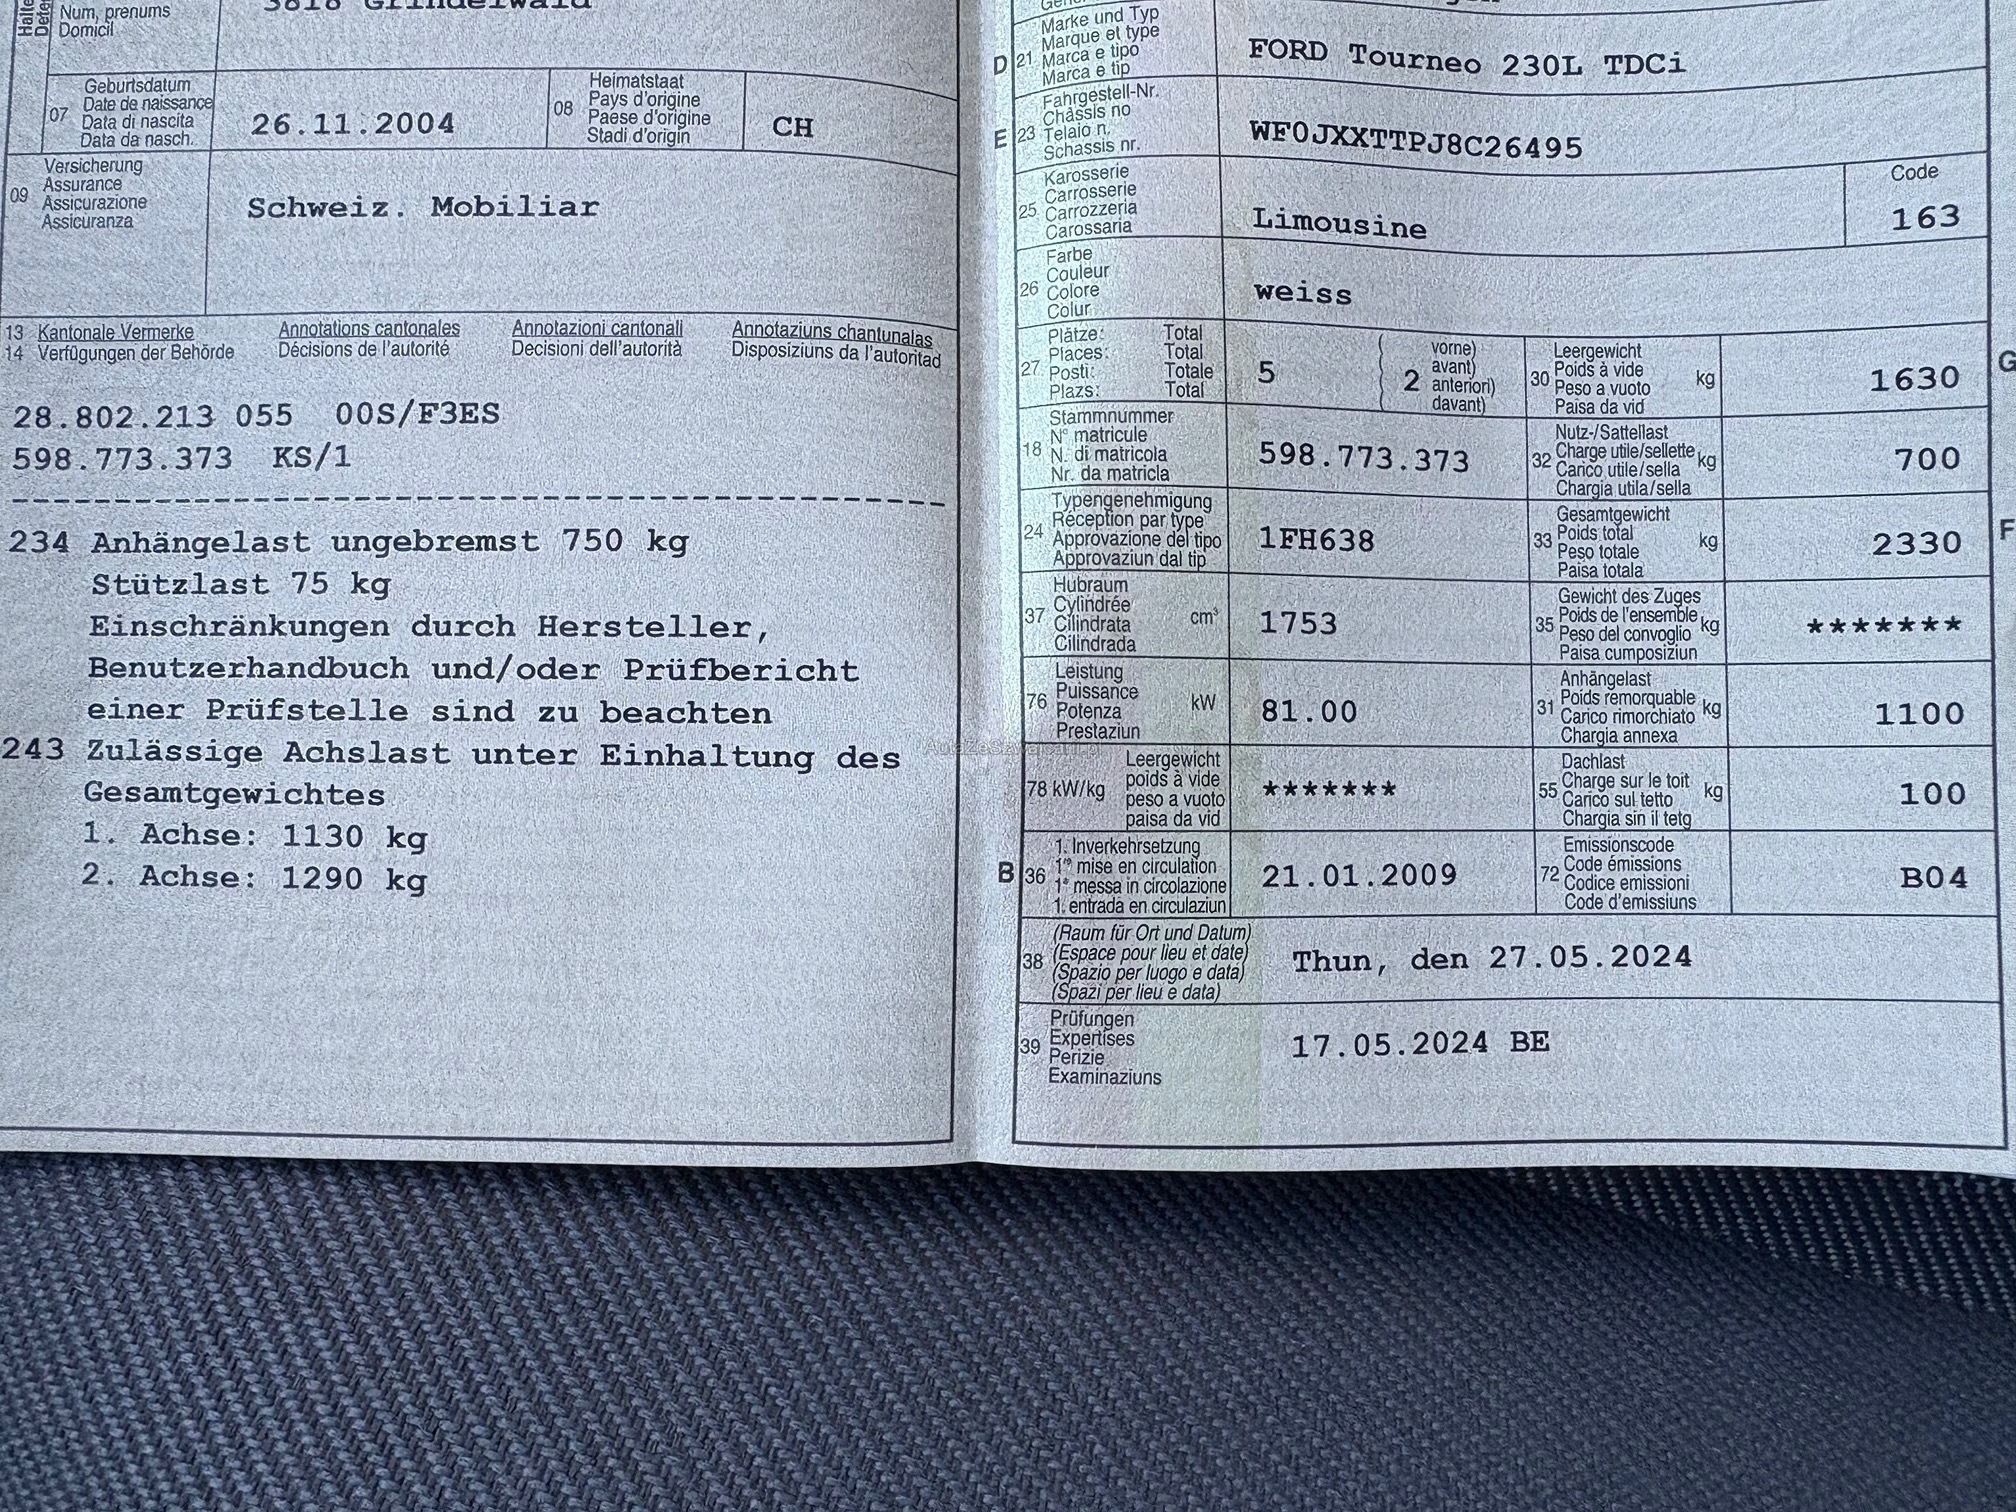 Halte
Defe
Num, prenums
Domicil
3818 Grindelwald
07
Geburtsdatum
Date de naissance
Data di nascita
Data da nasch.
26.11.2004
08
Heimatstaat
Pays d'origine
Paese d'origine
Stadi d'origin
CH
09
Versicherung
Assurance
Assicurazione
Assicuranza
Schweiz. Mobiliar
13 Kantonale Vermerke Annotations cantonales Annotazioni cantonali Annotaziuns chantunalas
14 Verfügungen der Behörde Décisions de l'autorité Decisioni dell'autorità Disposiziuns da l'autoritad
28.802.213 055 00S/F3ES
598.773.373 KS/1
234 Anhängelast ungebremst 750 kg
Stützlast 75 kg
Einschränkungen durch Hersteller,
Benutzerhandbuch und/oder Prüfbericht
einer Prüfstelle sind zu beachten
243 Zulässige Achslast unter Einhaltung des
Gesamtgewichtes
1. Achse: 1130 kg
2. Achse: 1290 kg
D 21
Marke und Typ
Marque et type
Marca e tipo
Marca e tip
FORD Tourneo 230L TDCi
E 23
Fahrgestell-Nr.
Châssis no
Telaio n.
Schassis nr.
WF0JXXTTPJ8C26495
25
Karosserie
Carrosserie
Carrozzeria
Carossaria
Limousine
Code
163
26
Farbe
Couleur
Colore
Colur
weiss
27
Plätze: Total
Places: Total
Posti: Totale
Plazs: Total
5
2
vorne)
avant)
anteriori)
davant)
30
Leergewicht
Poids à vide
Peso a vuoto
Paisa da vid
kg
1630
G
18
Stammnummer
N° matricule
N. di matricola
Nr. da matricla
598.773.373
32
Nutz-/Sattellast
Charge utile/sellette
Carico utile/sella
Chargia utila/sella
kg
700
24
Typengenehmigung
Réception par type
Approvazione del tipo
Approvaziun dal tip
1FH638
33
Gesamtgewicht
Poids total
Peso totale
Paisa totala
kg
2330
F
37
Hubraum
Cylindrée
Cilindrata
Cilindrada
cm³
1753
35
Gewicht des Zuges
Poids de l'ensemble
Peso del convoglio
Paisa cumposiziun
kg
*******
76
Leistung
Puissance
Potenza
Prestaziun
kW
81.00
31
Anhängelast
Poids remorquable
Carico rimorchiato
Chargia annexa
kg
1100
78 kW/kg
Leergewicht
poids à vide
peso a vuoto
paisa da vid
*******
55
Dachlast
Charge sur le toit
Carico sul tetto
Chargia sin il tetg
kg
100
B 36
1. Inverkehrsetzung
1re mise en circulation
1a messa in circolazione
1. entrada en circulaziun
21.01.2009
72
Emissionscode
Code émissions
Codice emissioni
Code d'emissiuns
B04
38
(Raum für Ort und Datum)
(Espace pour lieu et date)
(Spazio per luogo e data)
(Spazi per lieu e data)
Thun, den 27.05.2024
39
Prüfungen
Expertises
Perizie
Examinaziuns
17.05.2024 BE